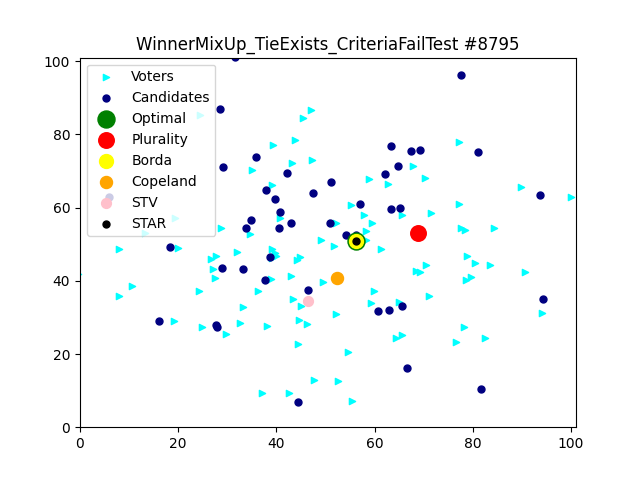 WinnerMixUp_TieExists_CriteriaFailTest #8795
100
80
60
40
20
0
Voters
Candidates
Optimal
Plurality
Borda
Copeland
STV
STAR
0 20 40 60 80 100